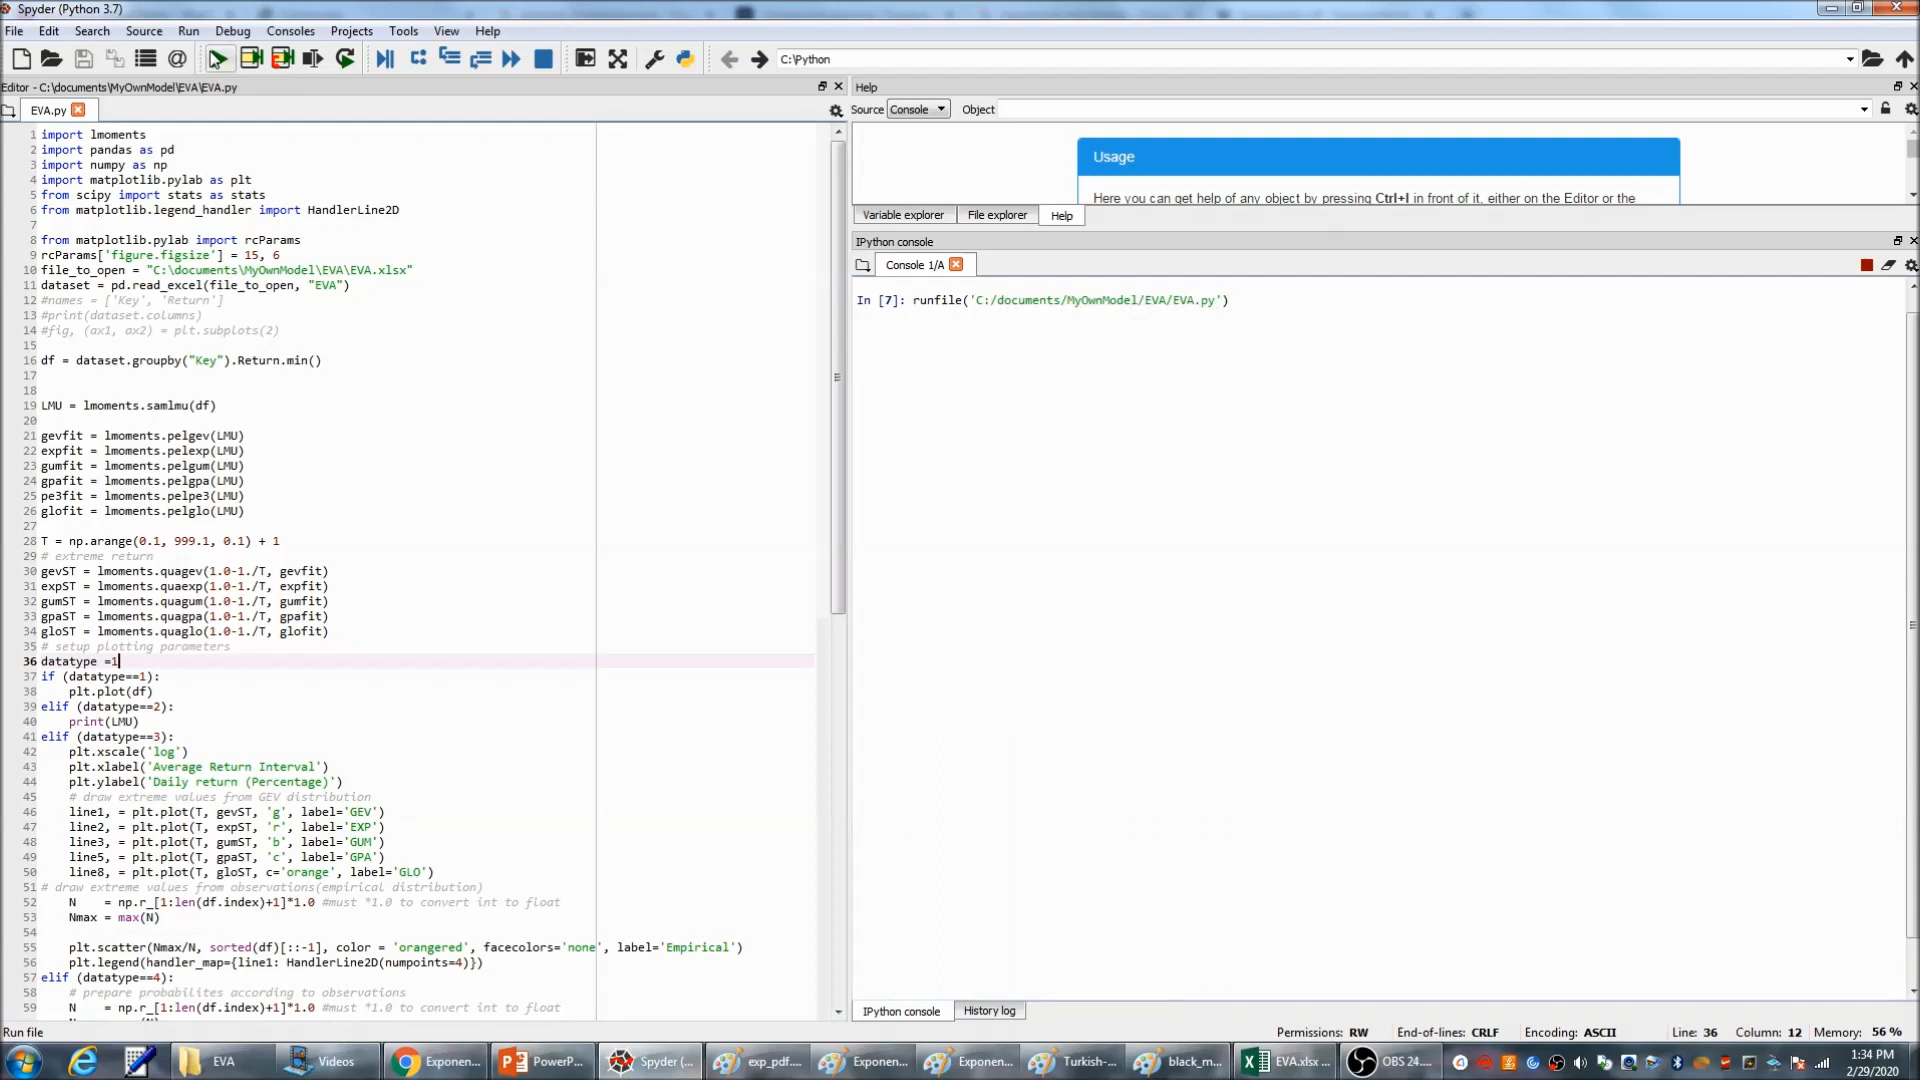 Spyder (Python 3.7)
File Edit Search Source Run Debug Consoles Projects Tools View Help
C:\Python
Editor - C:\documents\MyOwnModel\EVA\EVA.py
EVA.py
1 import lmoments
2 import pandas as pd
3 import numpy as np
4 import matplotlib.pylab as plt
5 from scipy import stats as stats
6 from matplotlib.legend_handler import HandlerLine2D
7
8 from matplotlib.pylab import rcParams
9 rcParams['figure.figsize'] = 15, 6
10 file_to_open = "C:\documents\MyOwnModel\EVA\EVA.xlsx"
11 dataset = pd.read_excel(file_to_open, "EVA")
12 #names = ['Key', 'Return']
13 #print(dataset.columns)
14 #fig, (ax1, ax2) = plt.subplots(2)
15
16 df = dataset.groupby("Key").Return.min()
17
18
19 LMU = lmoments.samlmu(df)
20
21 gevfit = lmoments.pelgev(LMU)
22 expfit = lmoments.pelexp(LMU)
23 gumfit = lmoments.pelgum(LMU)
24 gpafit = lmoments.pelgpa(LMU)
25 pe3fit = lmoments.pelpe3(LMU)
26 glofit = lmoments.pelglo(LMU)
27
28 T = np.arange(0.1, 999.1, 0.1) + 1
29 # extreme return
30 gevST = lmoments.quagev(1.0-1./T, gevfit)
31 expST = lmoments.quaexp(1.0-1./T, expfit)
32 gumST = lmoments.quagum(1.0-1./T, gumfit)
33 gpaST = lmoments.quagpa(1.0-1./T, gpafit)
34 gloST = lmoments.quaglo(1.0-1./T, glofit)
35 # setup plotting parameters
36 datatype =1
37 if (datatype==1):
38 plt.plot(df)
39 elif (datatype==2):
40 print(LMU)
41 elif (datatype==3):
42 plt.xscale('log')
43 plt.xlabel('Average Return Interval')
44 plt.ylabel('Daily return (Percentage)')
45 # draw extreme values from GEV distribution
46 line1, = plt.plot(T, gevST, 'g', label='GEV')
47 line2, = plt.plot(T, expST, 'r', label='EXP')
48 line3, = plt.plot(T, gumST, 'b', label='GUM')
49 line5, = plt.plot(T, gpaST, 'c', label='GPA')
50 line8, = plt.plot(T, gloST, c='orange', label='GLO')
51 # draw extreme values from observations(empirical distribution)
52 N = np.r_[1:len(df.index)+1]*1.0 #must *1.0 to convert int to float
53 Nmax = max(N)
54
55 plt.scatter(Nmax/N, sorted(df)[::-1], color = 'orangered', facecolors='none', label='Empirical')
56 plt.legend(handler_map={line1: HandlerLine2D(numpoints=4)})
57 elif (datatype==4):
58 # prepare probabilites according to observations
59 N = np.r_[1:len(df.index)+1]*1.0 #must *1.0 to convert int to float
Help
Source Console Object
Usage
Here you can get help of any object by pressing Ctrl+I in front of it, either on the Editor or the
Variable explorer File explorer Help
IPython console
Console 1/A
In [7]: runfile('C:/documents/MyOwnModel/EVA/EVA.py')
IPython console History log
Run file
Permissions: RW End-of-lines: CRLF Encoding: ASCII Line: 36 Column: 12 Memory: 56 %
EVA Videos Exponen... PowerP... Spyder (... exp_pdf.... Exponen... Exponen... Turkish-... black_m... EVA.xlsx ... OBS 24....
1:34 PM
2/29/2020